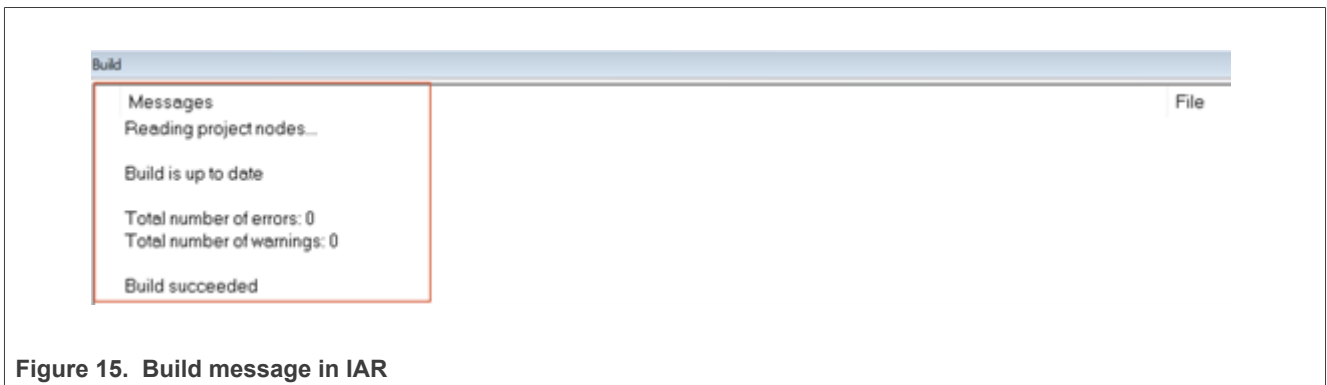 Build
Messages File
Reading project nodes...
Build is up to date
Total number of errors: 0
Total number of warnings: 0
Build succeeded
Figure 15. Build message in IAR